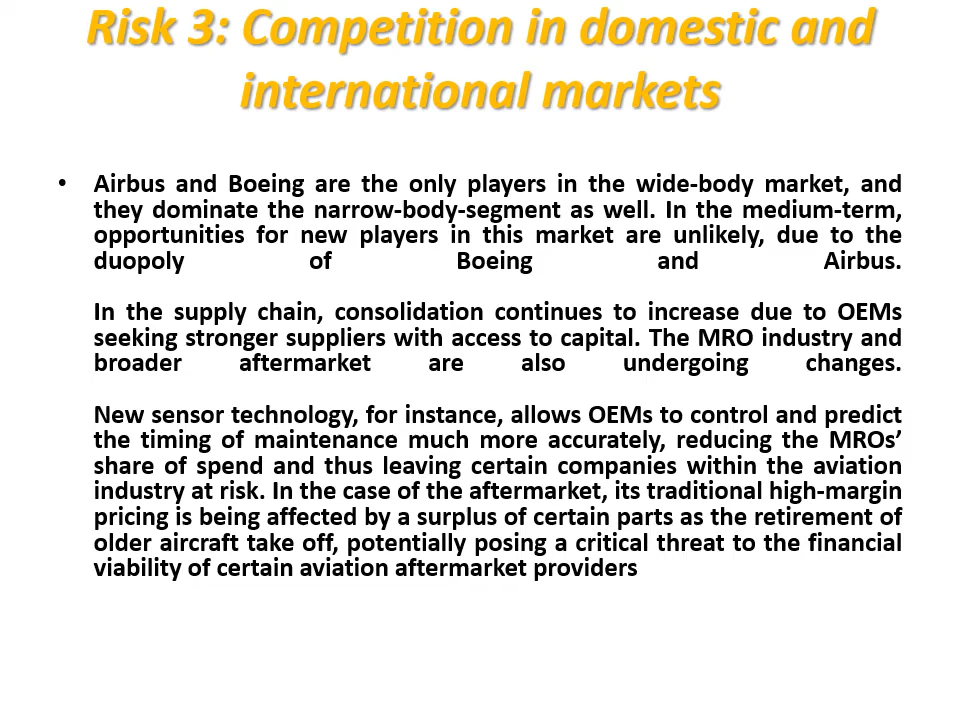 Risk 3: Competition in domestic and
international markets
• Airbus and Boeing are the only players in the wide-body market, and
they dominate the narrow-body-segment as well. In the medium-term,
opportunities for new players in this market are unlikely, due to the
duopoly of Boeing and Airbus.
In the supply chain, consolidation continues to increase due to OEMs
seeking stronger suppliers with access to capital. The MRO industry and
broader aftermarket are also undergoing changes.
New sensor technology, for instance, allows OEMs to control and predict
the timing of maintenance much more accurately, reducing the MROs’
share of spend and thus leaving certain companies within the aviation
industry at risk. In the case of the aftermarket, its traditional high-margin
pricing is being affected by a surplus of certain parts as the retirement of
older aircraft take off, potentially posing a critical threat to the financial
viability of certain aviation aftermarket providers